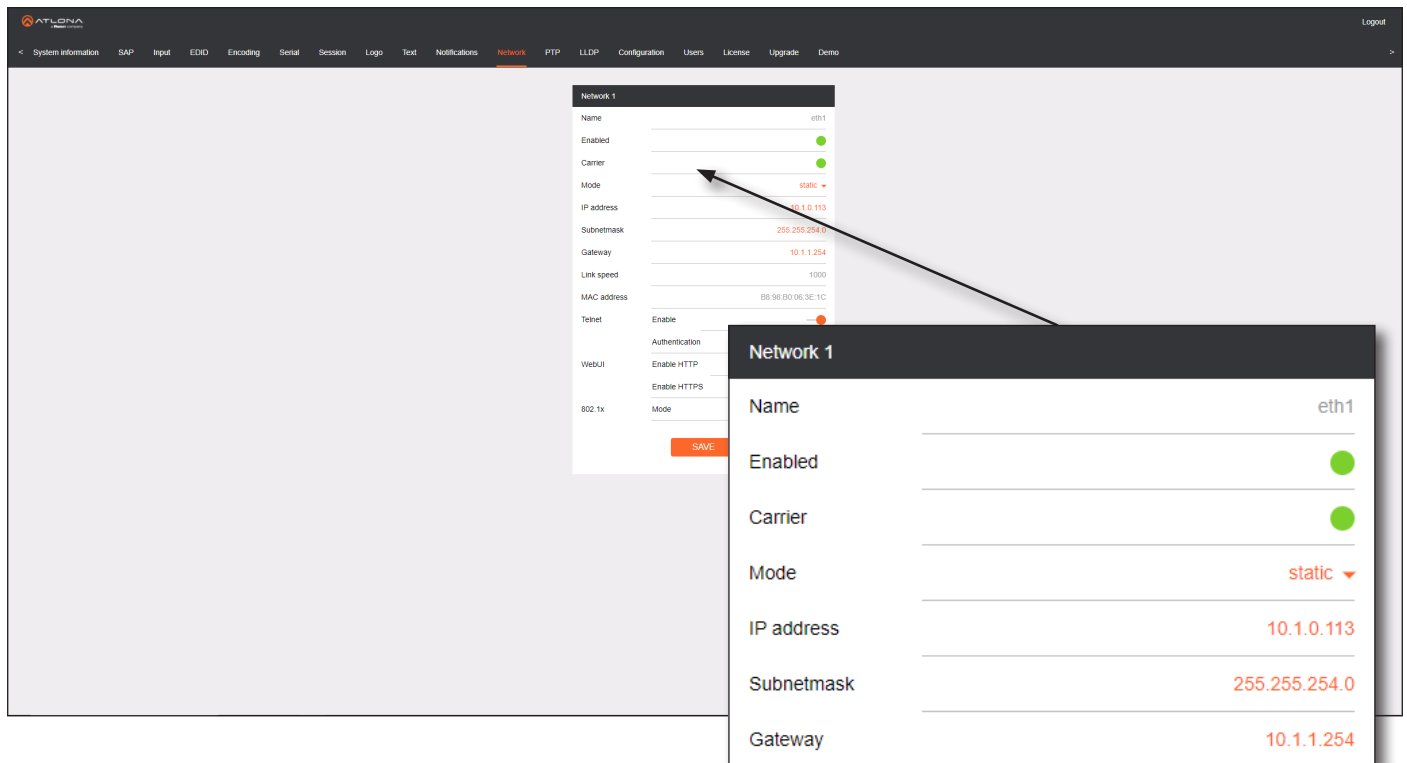 ATLONA
Logout
< System information SAP Input EDID Encoding Serial Session Logo Text Notifications Network PTP LLDP Configuration Users License Upgrade Demo >
Network 1
Name eth1
Enabled
Carrier
Mode static
IP address 10.1.0.113
Subnetmask 255.255.254.0
Gateway 10.1.1.254
Link speed 1000
MAC address B8:98:B0:06:3E:1C
Telnet Enable
Authentication
WebUI Enable HTTP
Enable HTTPS
802.1x Mode
SAVE
Network 1
Name eth1
Enabled
Carrier
Mode static
IP address 10.1.0.113
Subnetmask 255.255.254.0
Gateway 10.1.1.254